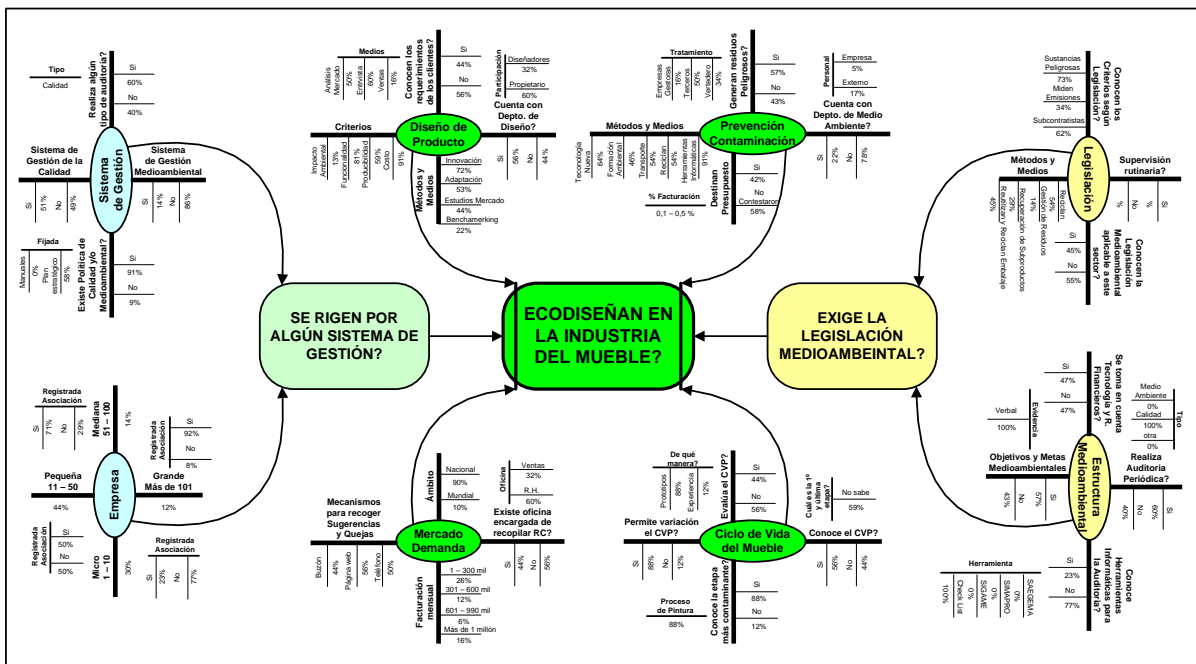 Tipo
Calidad
Realiza algún
tipo de auditoría?
Si
60%
No
40%
Sistema de
Gestión de la
Calidad
Si
51%
No
49%
Sistema
de Gestión
Sistema de
Gestión
Medioambiental
Si
14%
No
86%
Fijada
Manuales
0%
Plan
estratégico
58%
Existe Política de
Calidad y/o
Medioambiental?
Si
91%
No
9%
Medios
Análisis
Mercado
50%
Entrevista
60%
Ventas
16%
Conocen los
requerimientos
de los clientes?
Si
44%
No
56%
Participación
Diseñadores
32%
Propietario
60%
Criterios
Impacto
Ambiental
13%
Funcionalidad
81%
Producibilidad
59%
Costo
91%
Diseño de
Producto
Cuenta con
Depto. de
Diseño?
Si
56%
No
44%
Métodos y
Medios
Innovación
72%
Adaptación
53%
Estudios Mercado
44%
Benchamerking
22%
Tratamiento
Empresas
Gestorias
16%
Terceros
50%
Vertedero
34%
Generan residuos
Peligrosos?
Si
57%
No
43%
Personal
Empresa
5%
Externo
17%
Métodos y Medios
Teconología
Nueva
64%
Formación
Ambiental
46%
Transporte
54%
Reciclan
54%
Herramientas
Informáticas
91%
Prevención
Contaminación
Cuenta con
Depto. de Medio
Ambiente?
Si
22%
No
78%
% Facturación
0,1 – 0,5 %
Destinan
Presupuesto
Si
42%
No
Contestaron
58%
Sustancias
Peligrosas
73%
Miden
Emisiones
34%
Subcontratistas
62%
Conocen los
Criterios según
Legislación?
Métodos y
Medios
Reciclan
54%
Gestión de Residuos
14%
Recuperación de Subproductos
29%
Reutilizan y Reciclan Embalaje
45%
Legislación
Supervisión
rutinaria?
Si
%
No
%
Conocen la
Legislación
Medioambiental
aplicable a este
sector?
Si
45%
No
55%
SE RIGEN POR
ALGÚN SISTEMA DE
GESTIÓN?
ECODISEÑAN EN
LA INDUSTRIA
DEL MUEBLE?
EXIGE LA
LEGISLACIÓN
MEDIOAMBEINTAL?
Registrada
Asociación
Si
71%
No
29%
Mediana
51 – 100
14%
Registrada
Asociación
Si
92%
No
8%
Pequeña
11 – 50
44%
Empresa
Grande
Más de 101
12%
Registrada
Asociación
Si
50%
No
50%
Micro
1 – 10
30%
Registrada
Asociación
Si
23%
No
77%
Ámbito
Nacional
90%
Mundial
10%
Oficina
Ventas
32%
R.H.
60%
Mecanismos
para recoger
Sugerencias
y Quejas
Buzón
44%
Página web
56%
Teléfono
50%
Mercado
Demanda
Existe oficina
encargada de
recopilar RC?
Si
44%
No
56%
Facturación
mensual
1 – 300 mil
26%
301 – 600 mil
12%
601 – 990 mil
6%
Más de 1 millón
16%
De qué
manera?
Prototipos
88%
Experiencia
12%
Evalúa el CVP?
Si
44%
No
56%
Cuál es la 1º
y última
etapa?
No sabe
59%
Permite variación
el CVP?
Si
88%
No
12%
Ciclo de Vida
del Mueble
Conoce el CVP?
Si
56%
No
44%
Proceso
de Pintura
88%
Conoce la etapa
más contaminante?
Si
88%
No
12%
Se toma en cuenta
Tecnología y R.
Financieros?
Si
47%
No
47%
Evidencia
Verbal
100%
Tipo
Medio
Ambiente
0%
Calidad
100%
otra
0%
Objetivos y Metas
Medioambientales
Si
57%
No
43%
Estructura
Medioambiental
Realiza
Auditoria
Periódica?
Si
60%
No
40%
Conoce
Herramientas
Informáticas para
la Auditoría?
Si
23%
No
77%
Herramienta
SAEGEMA
0%
SIMAPRO
0%
SIGAME
0%
Check List
100%